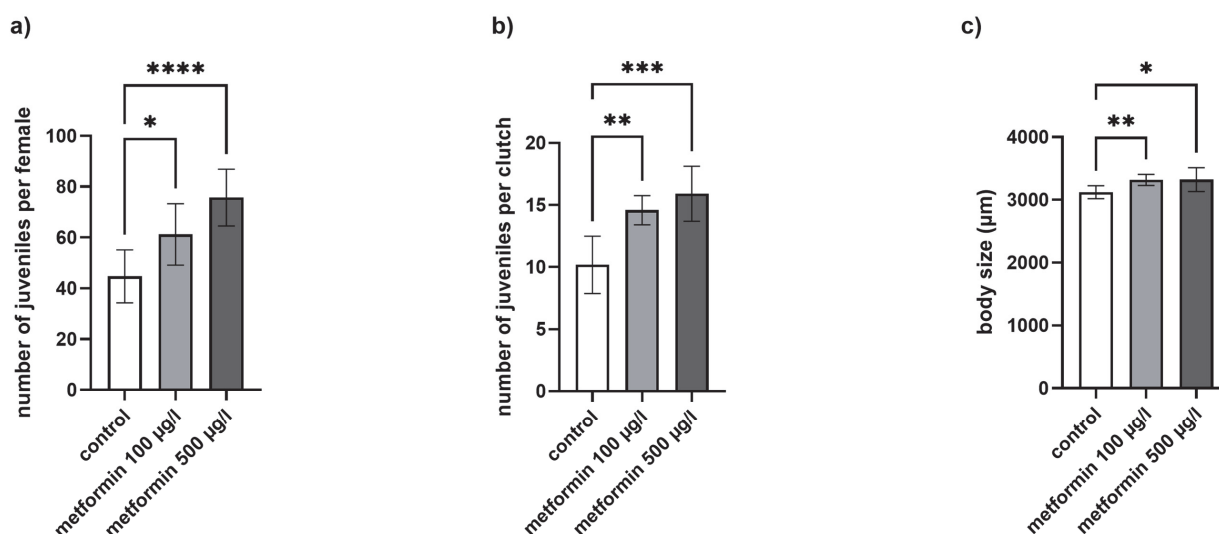 a)
number of juveniles per female
100
80
60
40
20
0
****
*
control
metformin 100 µg/l
metformin 500 µg/l
b)
number of juveniles per clutch
20
15
10
5
0
***
**
control
metformin 100 µg/l
metformin 500 µg/l
c)
body size (µm)
4000
3000
2000
1000
0
*
**
control
metformin 100 µg/l
metformin 500 µg/l